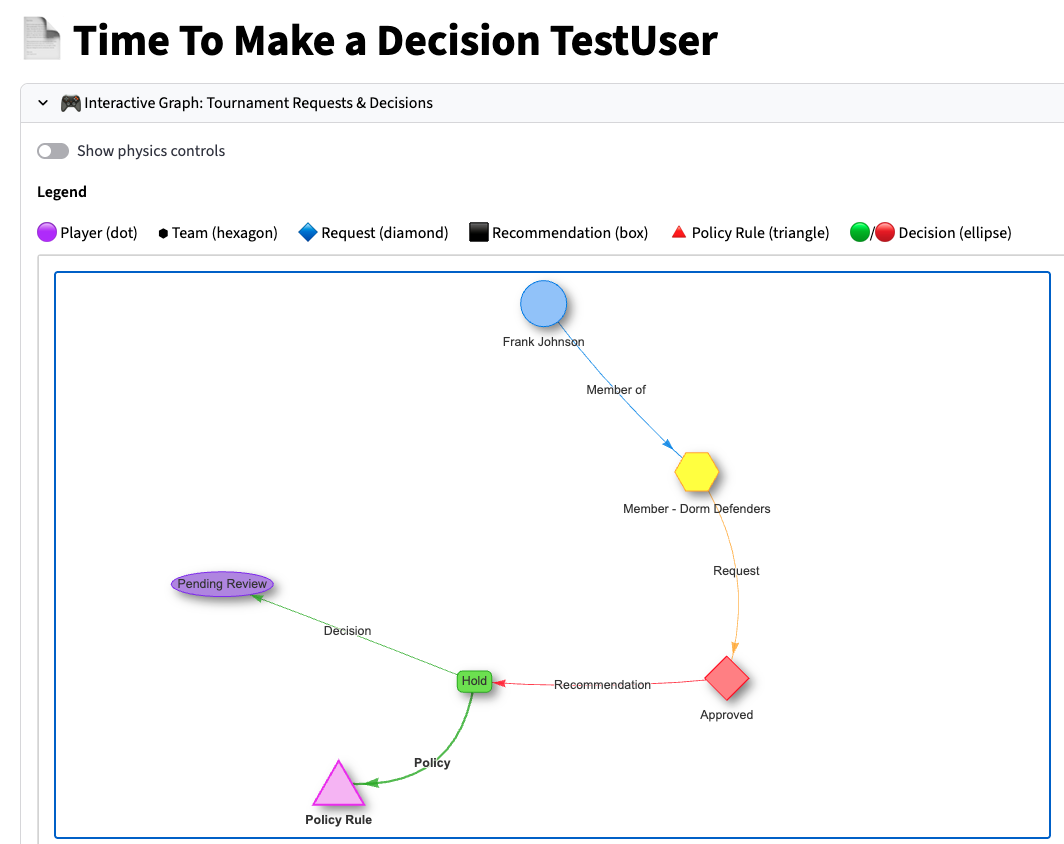 Time To Make a Decision TestUser
Interactive Graph: Tournament Requests & Decisions
Show physics controls
Legend
Player (dot) Team (hexagon) Request (diamond) Recommendation (box) Policy Rule (triangle) / Decision (ellipse)
Frank Johnson
Member of
Member - Dorm Defenders
Request
Pending Review
Decision
Hold
Recommendation
Approved
Policy
Policy Rule